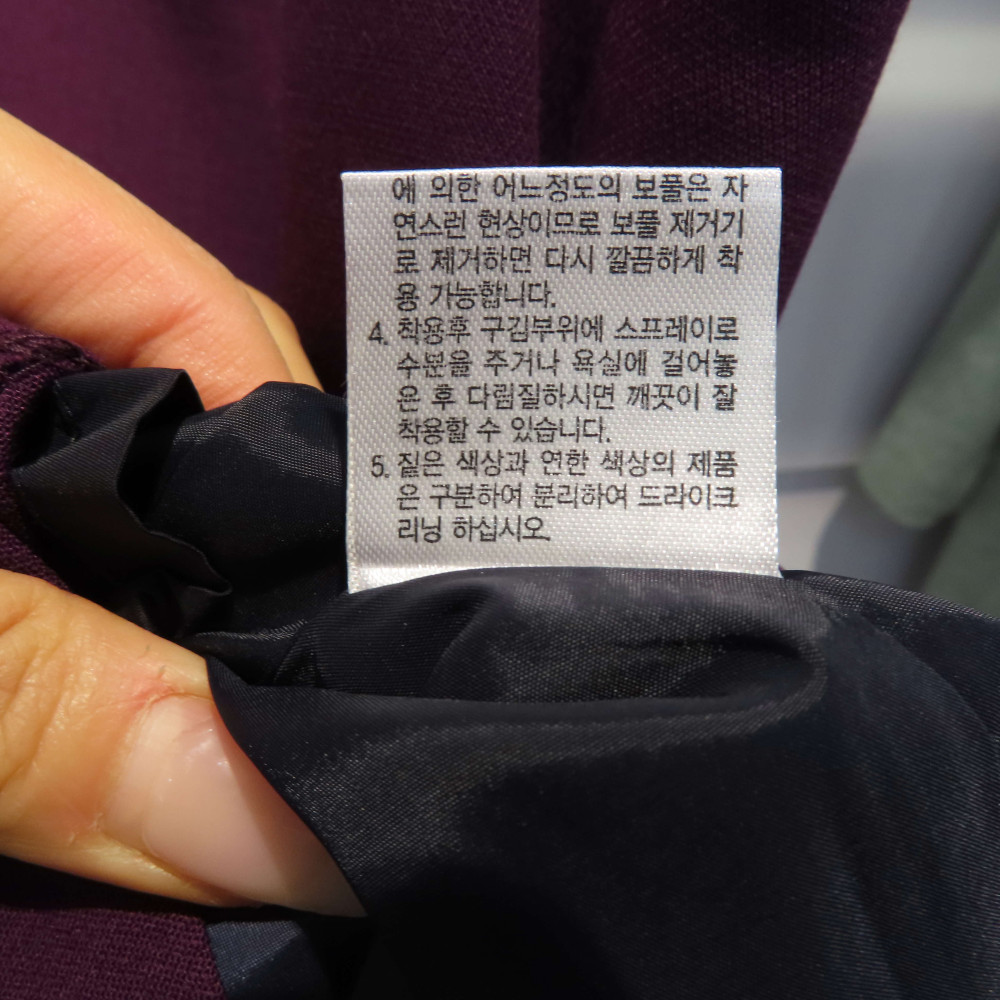 에 의한 어느정도의 보풀은 자
연스런 현상이므로 보풀 제거기
로 제거하면 다시 깔끔하게 착
용 가능합니다.
4. 착용후 구김부위에 스프레이로
수분을 주거나 욕실에 걸어놓
은 후 다림질하시면 깨끗이 잘
착용할 수 있습니다.
5. 짙은 색상과 연한 색상의 제품
은 구분하여 분리하여 드라이크
리닝 하십시오.